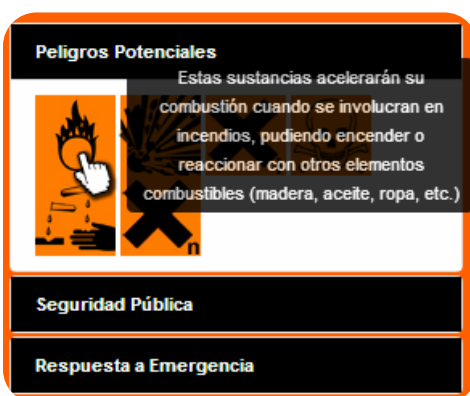 Peligros Potenciales
Estas sustancias acelerarán su
combustión cuando se involucran en
incendios, pudiendo encender o
reaccionar con otros elementos
combustibles (madera, aceite, ropa, etc.)
n
Seguridad Pública
Respuesta a Emergencia